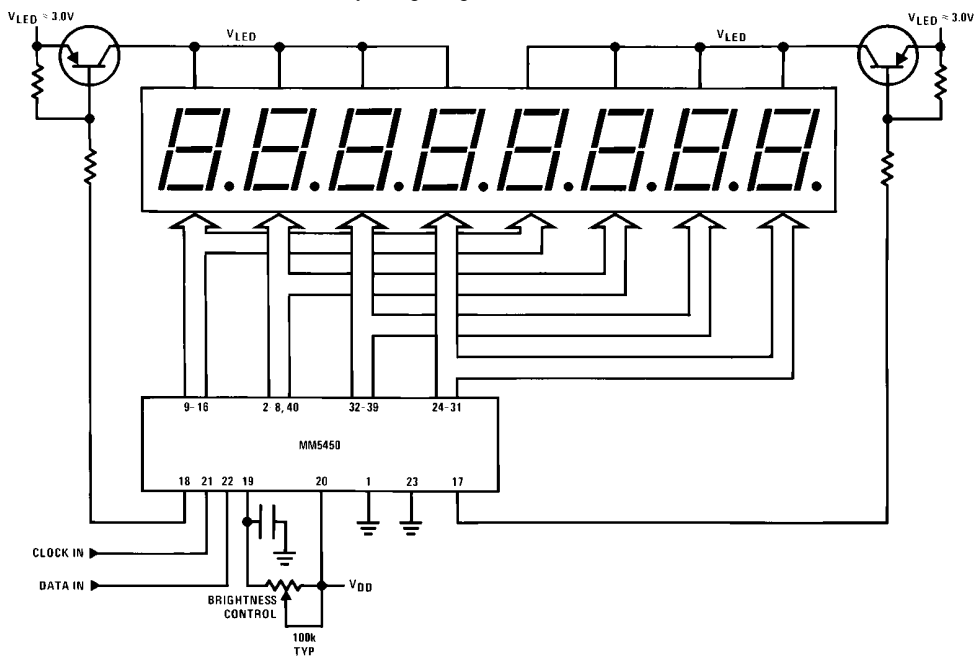 VLED ≈ 3.0V
VLED
VLED
VLED ≈ 3.0V
9-16
2 8, 40
32-39
24-31
MM5450
18
21
22
19
20
1
23
17
CLOCK IN
DATA IN
BRIGHTNESS
CONTROL
VDD
100k
TYP